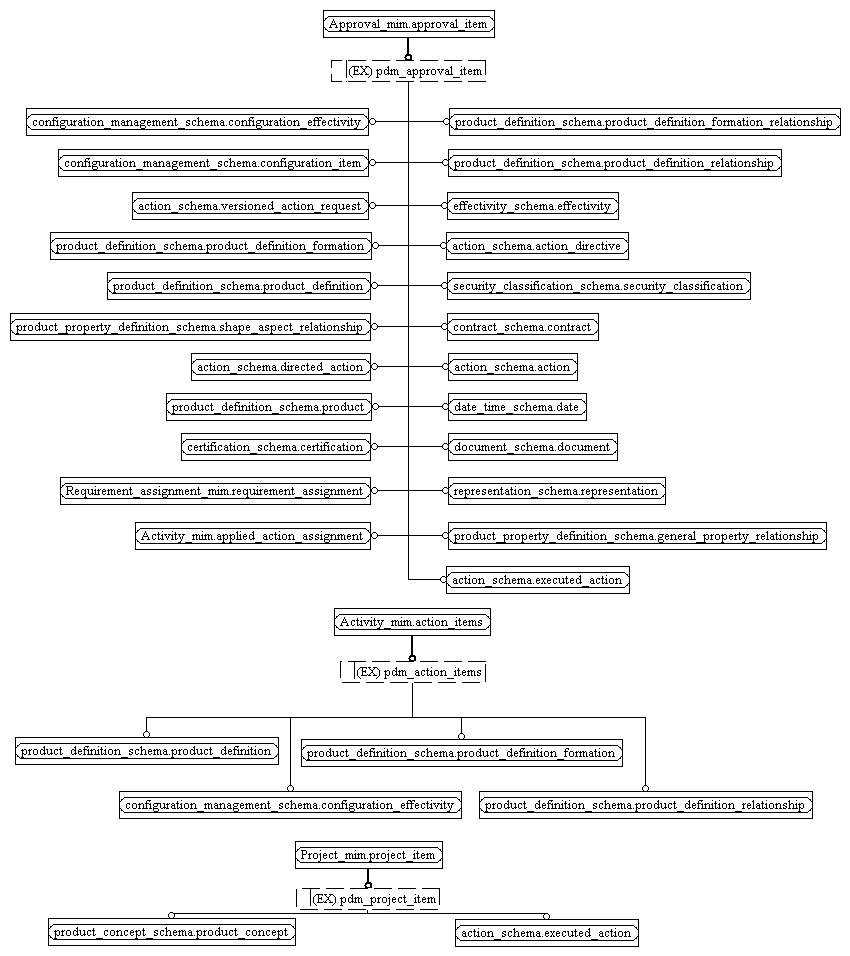 Approval_mim.approval_item
(EX) pdm_approval_item
configuration_management_schema.configuration_effectivity
product_definition_schema.product_definition_formation_relationship
configuration_management_schema.configuration_item
product_definition_schema.product_definition_relationship
action_schema.versioned_action_request
effectivity_schema.effectivity
product_definition_schema.product_definition_formation
action_schema.action_directive
product_definition_schema.product_definition
security_classification_schema.security_classification
product_property_definition_schema.shape_aspect_relationship
contract_schema.contract
action_schema.directed_action
action_schema.action
product_definition_schema.product
date_time_schema.date
certification_schema.certification
document_schema.document
Requirement_assignment_mim.requirement_assignment
representation_schema.representation
Activity_mim.applied_action_assignment
product_property_definition_schema.general_property_relationship
action_schema.executed_action
Activity_mim.action_items
(EX) pdm_action_items
product_definition_schema.product_definition
product_definition_schema.product_definition_formation
configuration_management_schema.configuration_effectivity
product_definition_schema.product_definition_relationship
Project_mim.project_item
(EX) pdm_project_item
product_concept_schema.product_concept
action_schema.executed_action